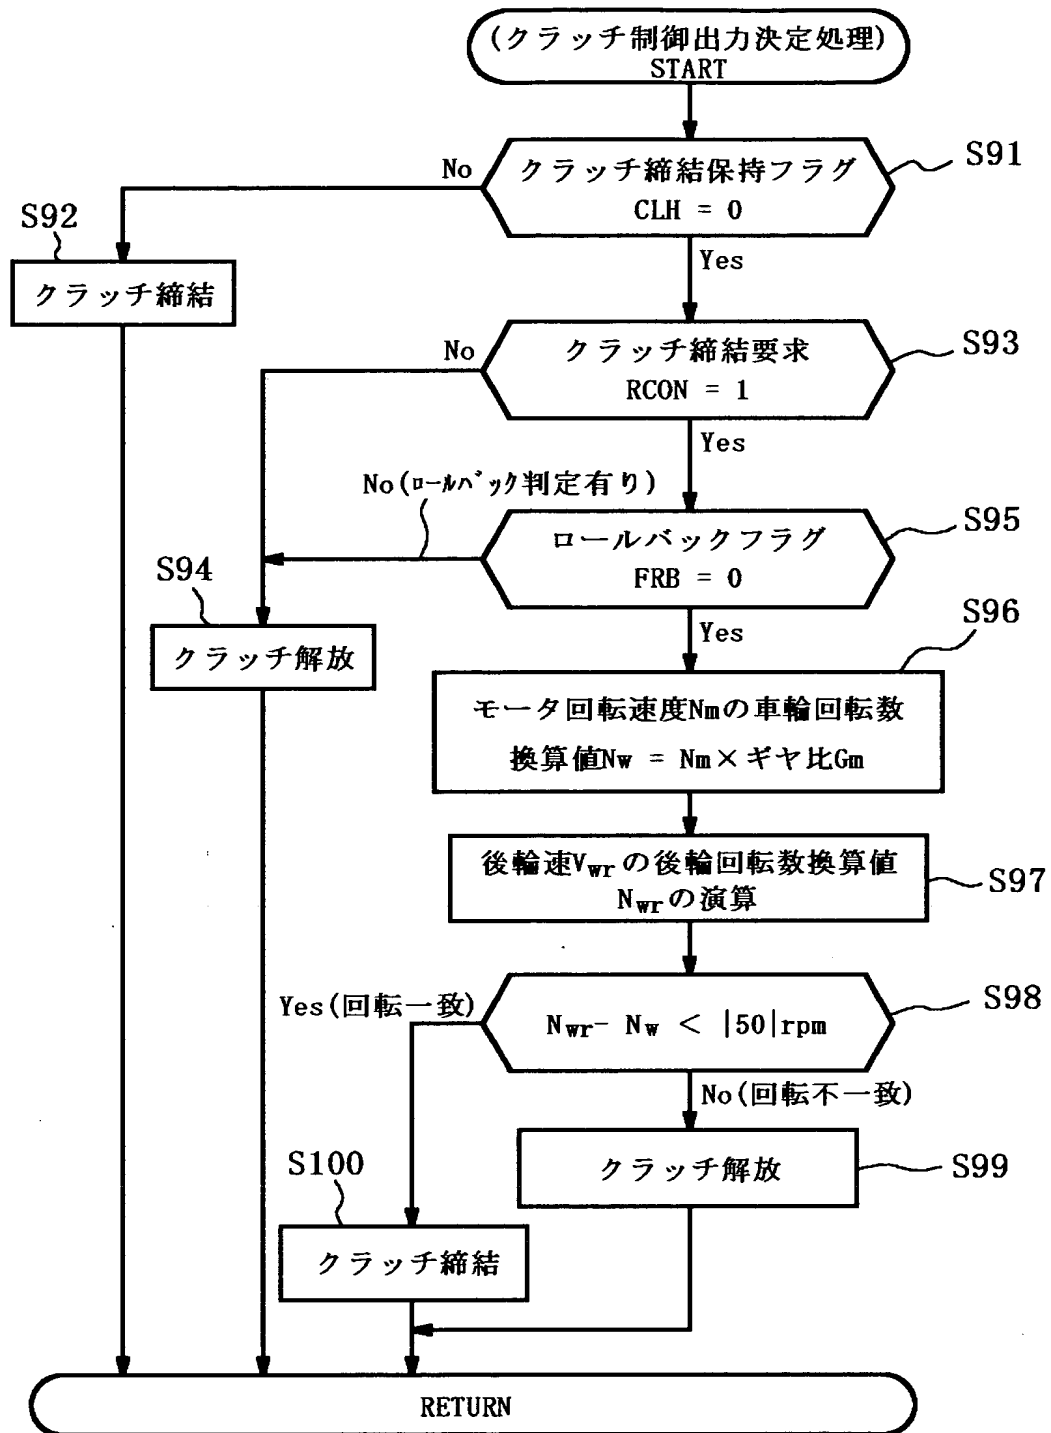 (クラッチ制御出力決定処理)
START
クラッチ締結保持フラグ
CLH = 0
S91
No
Yes
S92
クラッチ締結
クラッチ締結要求
RCON = 1
S93
No
Yes
No(ロールバック判定有り)
ロールバックフラグ
FRB = 0
S95
Yes
S94
クラッチ解放
S96
モータ回転速度Nmの車輪回転数
換算値Nw = Nm×ギヤ比Gm
後輪速Vwrの後輪回転数換算値
Nwrの演算
S97
Yes(回転一致)
Nwr- Nw < |50|rpm
S98
No(回転不一致)
クラッチ解放
S99
S100
クラッチ締結
RETURN